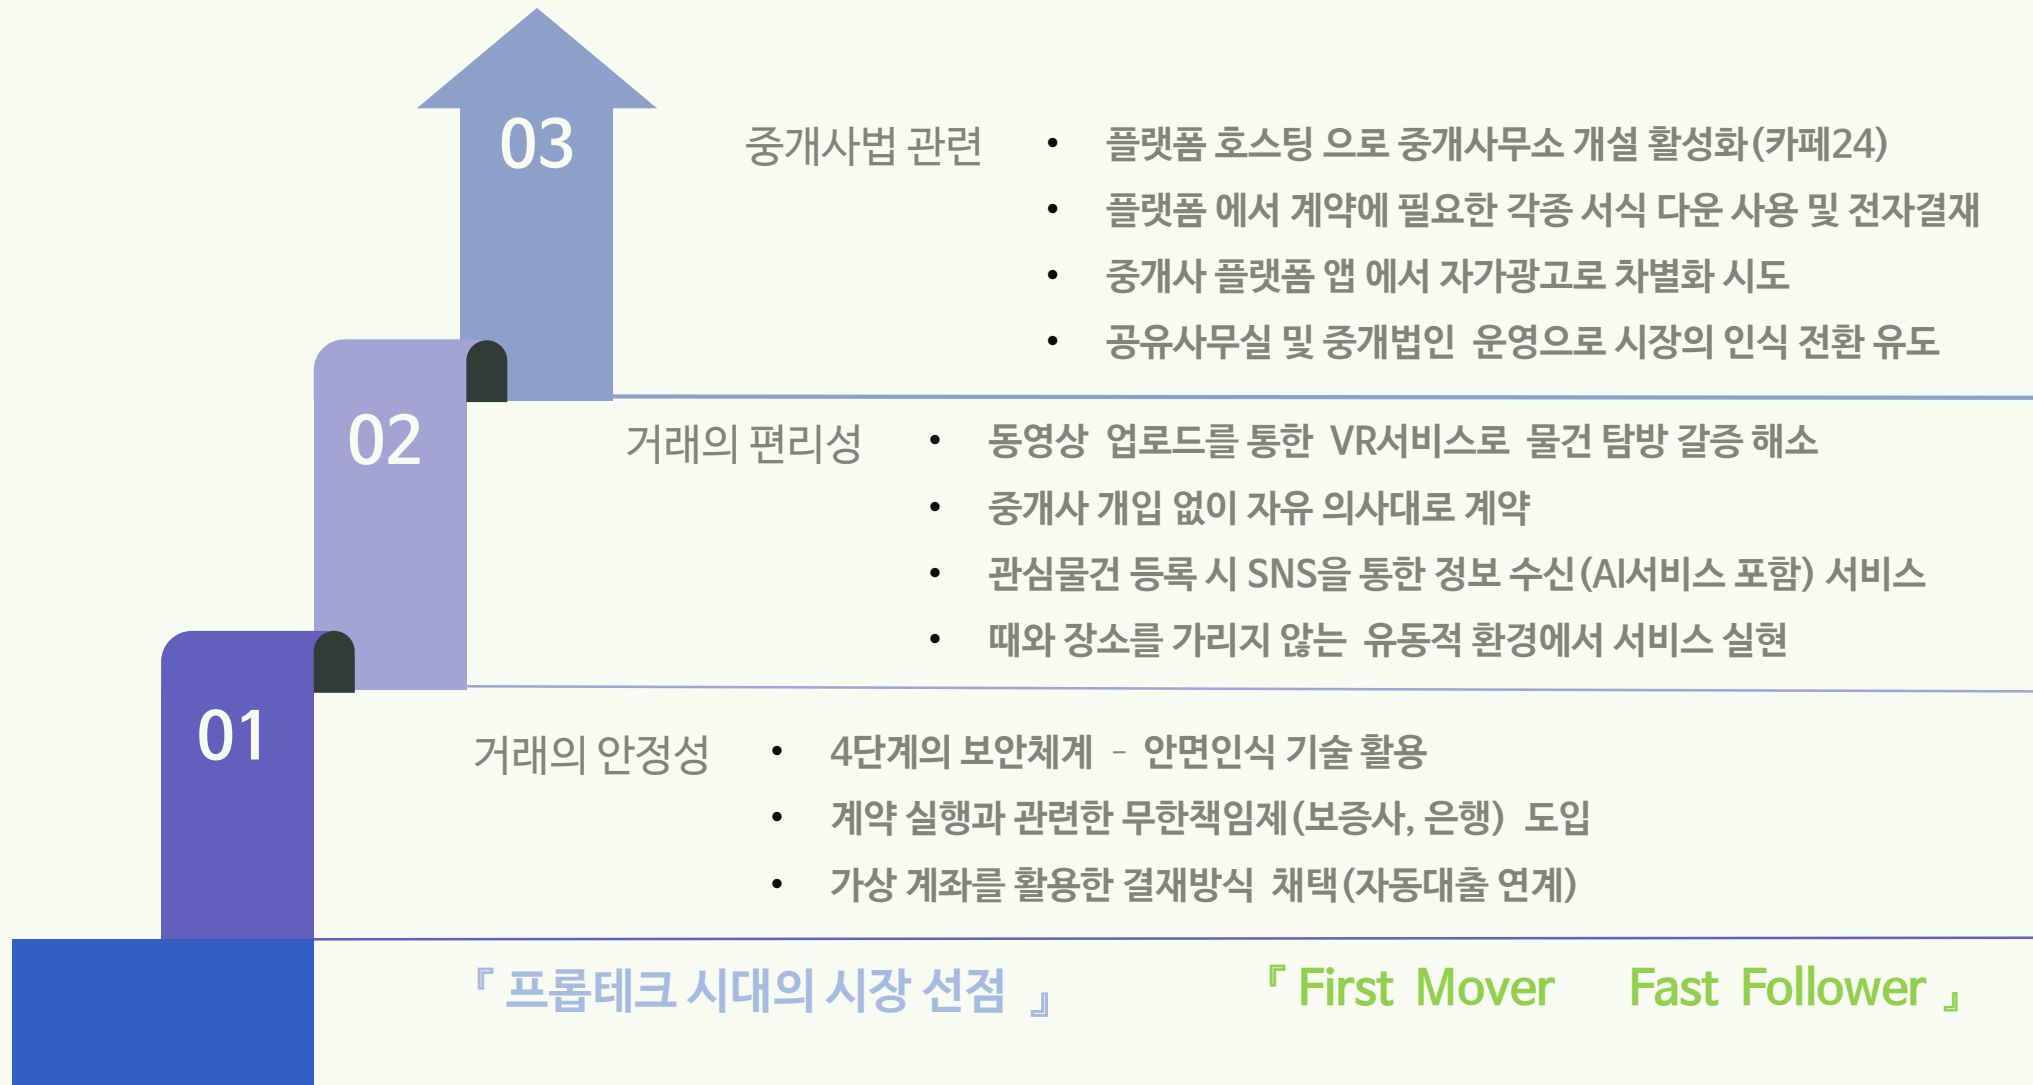 03
중개사법 관련
• 플랫폼 호스팅 으로 중개사무소 개설 활성화(카페24)
• 플랫폼 에서 계약에 필요한 각종 서식 다운 사용 및 전자결재
• 중개사 플랫폼 앱 에서 자가광고로 차별화 시도
• 공유사무실 및 중개법인 운영으로 시장의 인식 전환 유도
02
거래의 편리성
• 동영상 업로드를 통한 VR서비스로 물건 탐방 갈증 해소
• 중개사 개입 없이 자유 의사대로 계약
• 관심물건 등록 시 SNS을 통한 정보 수신(AI서비스 포함) 서비스
• 때와 장소를 가리지 않는 유동적 환경에서 서비스 실현
01
거래의 안정성
• 4단계의 보안체계 - 안면인식 기술 활용
• 계약 실행과 관련한 무한책임제(보증사, 은행) 도입
• 가상 계좌를 활용한 결재방식 채택(자동대출 연계)
『 프롭테크 시대의 시장 선점 』
『 First Mover Fast Follower 』